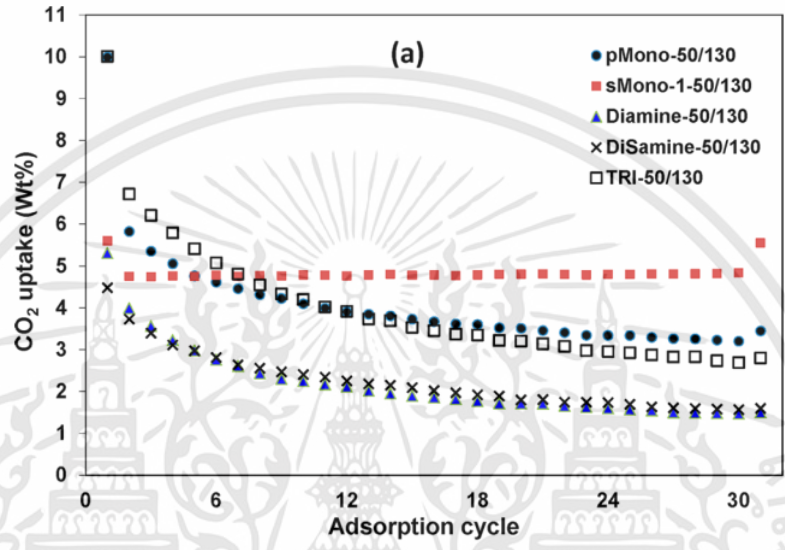 11
10
9
8
7
6
5
4
3
2
1
0
CO₂ uptake (Wt%)
(a)
pMono-50/130
sMono-1-50/130
Diamine-50/130
DiSamine-50/130
TRI-50/130
0 6 12 18 24 30
Adsorption cycle